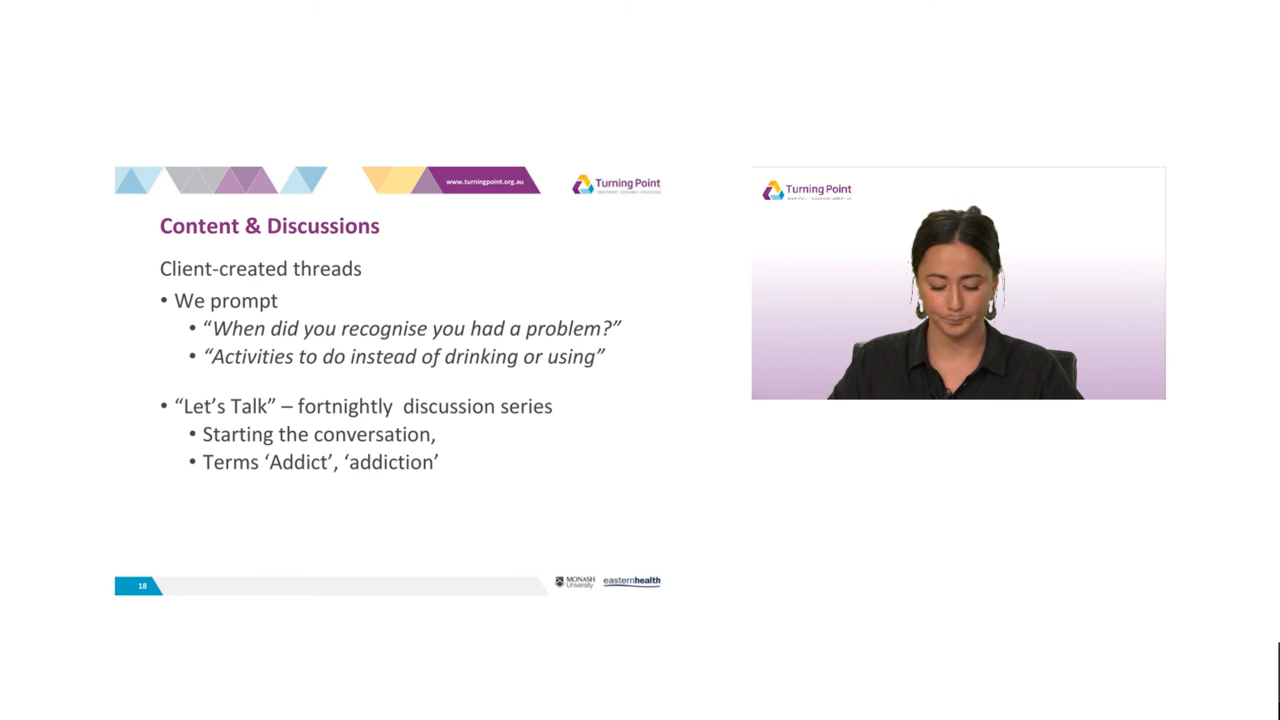 www.turningpoint.org.au
Turning Point
Content & Discussions
Client-created threads
• We prompt
• “When did you recognise you had a problem?”
• “Activities to do instead of drinking or using”
• “Let’s Talk” – fortnightly discussion series
• Starting the conversation,
• Terms ‘Addict’, ‘addiction’
18
MONASH
University
easternhealth
Turning Point